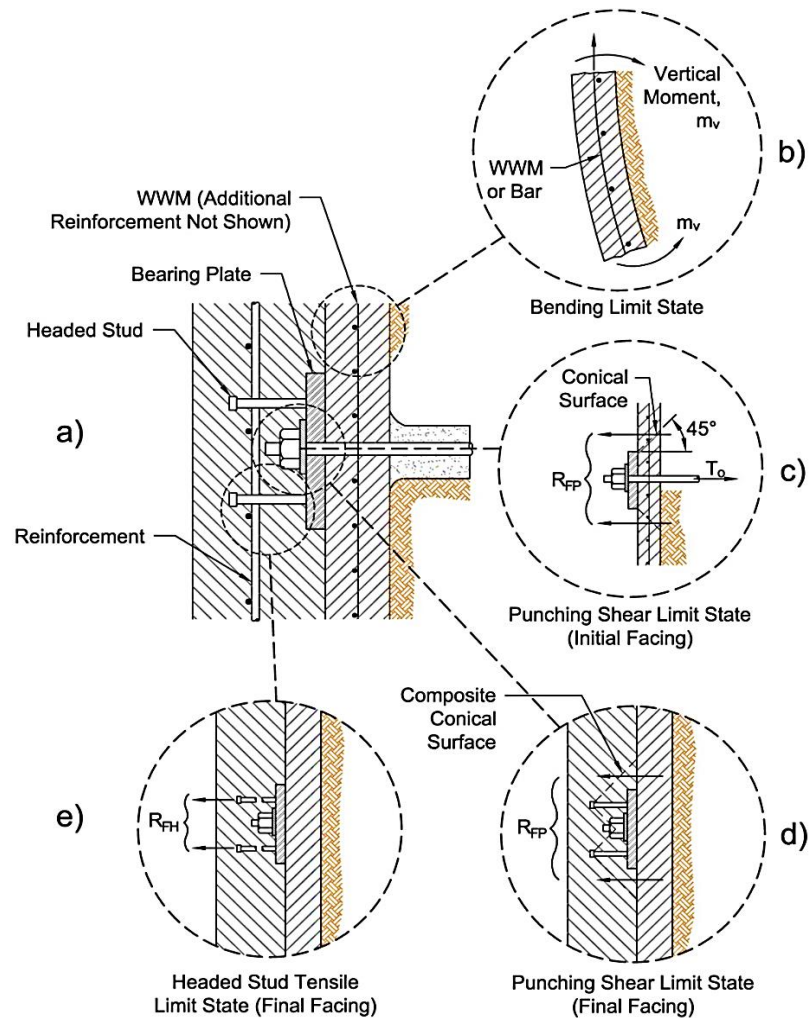 Vertical
Moment,
mv
b)
WWM
or Bar
mv
Bending Limit State
WWM (Additional
Reinforcement Not Shown)
Bearing Plate
Headed Stud
a)
Reinforcement
Conical
Surface
45°
RFP
To
c)
Punching Shear Limit State
(Initial Facing)
Composite
Conical
Surface
RFP
d)
Punching Shear Limit State
(Final Facing)
e)
RFH
Headed Stud Tensile
Limit State (Final Facing)